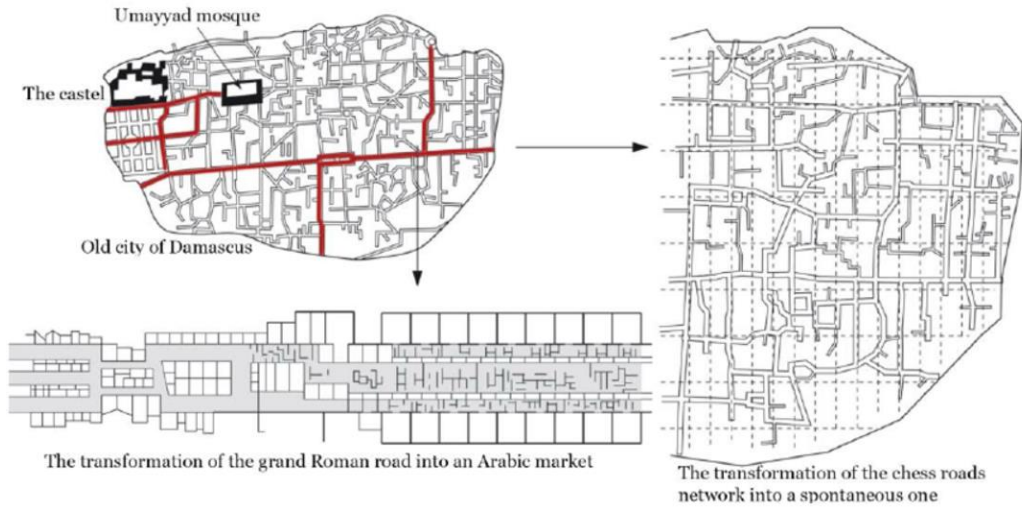 Umayyad mosque
The castel
Old city of Damascus
The transformation of the grand Roman road into an Arabic market
The transformation of the chess roads
network into a spontaneous one